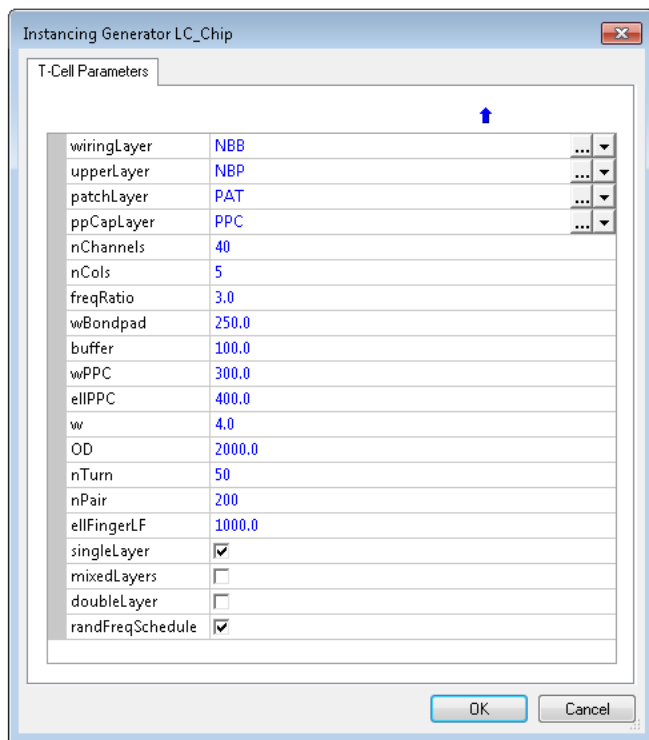 Instancing Generator LC_Chip
T-Cell Parameters
wiringLayer NBB ...
upperLayer NBP ...
patchLayer PAT ...
ppCapLayer PPC ...
nChannels 40
nCols 5
freqRatio 3.0
wBondpad 250.0
buffer 100.0
wPPC 300.0
ellPPC 400.0
w 4.0
OD 2000.0
nTurn 50
nPair 200
ellFingerLF 1000.0
singleLayer
mixedLayers
doubleLayer
randFreqSchedule
OK Cancel